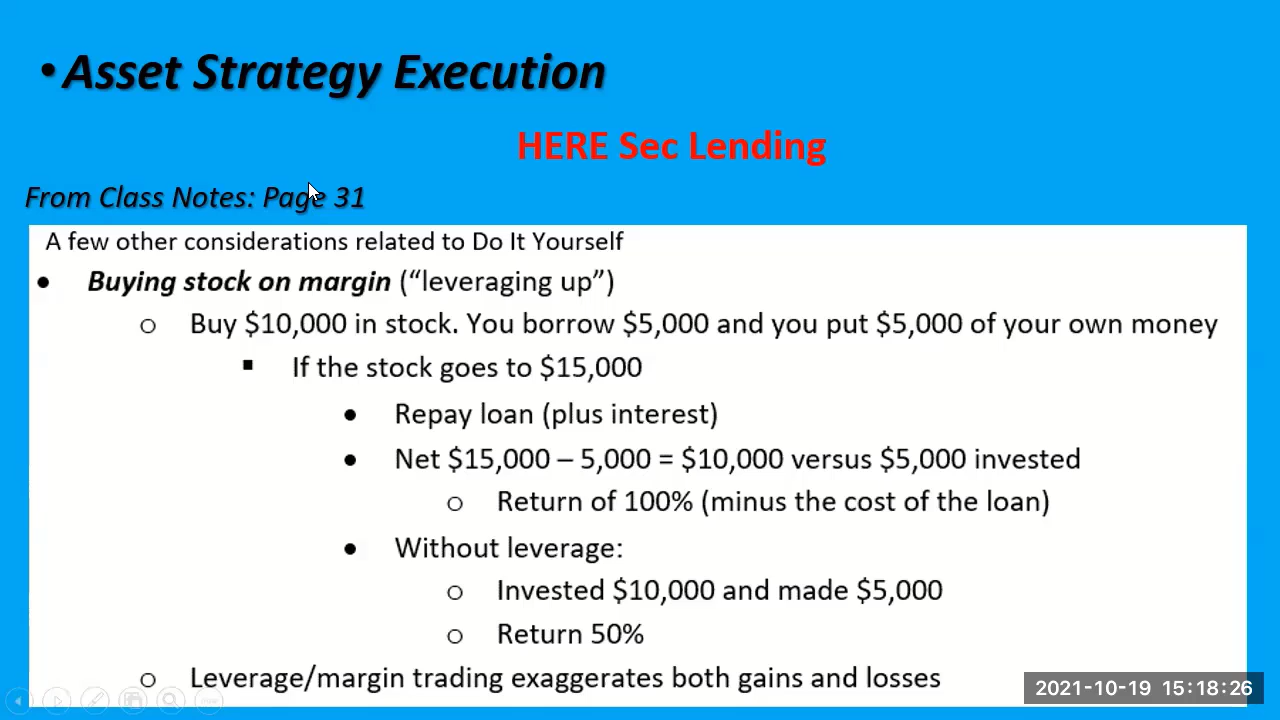 •Asset Strategy Execution
HERE Sec Lending
From Class Notes: Page 31
A few other considerations related to Do It Yourself
• Buying stock on margin (“leveraging up”)
o Buy $10,000 in stock. You borrow $5,000 and you put $5,000 of your own money
▪ If the stock goes to $15,000
• Repay loan (plus interest)
• Net $15,000 – 5,000 = $10,000 versus $5,000 invested
o Return of 100% (minus the cost of the loan)
• Without leverage:
o Invested $10,000 and made $5,000
o Return 50%
o Leverage/margin trading exaggerates both gains and losses
2021-10-19 15:18:26